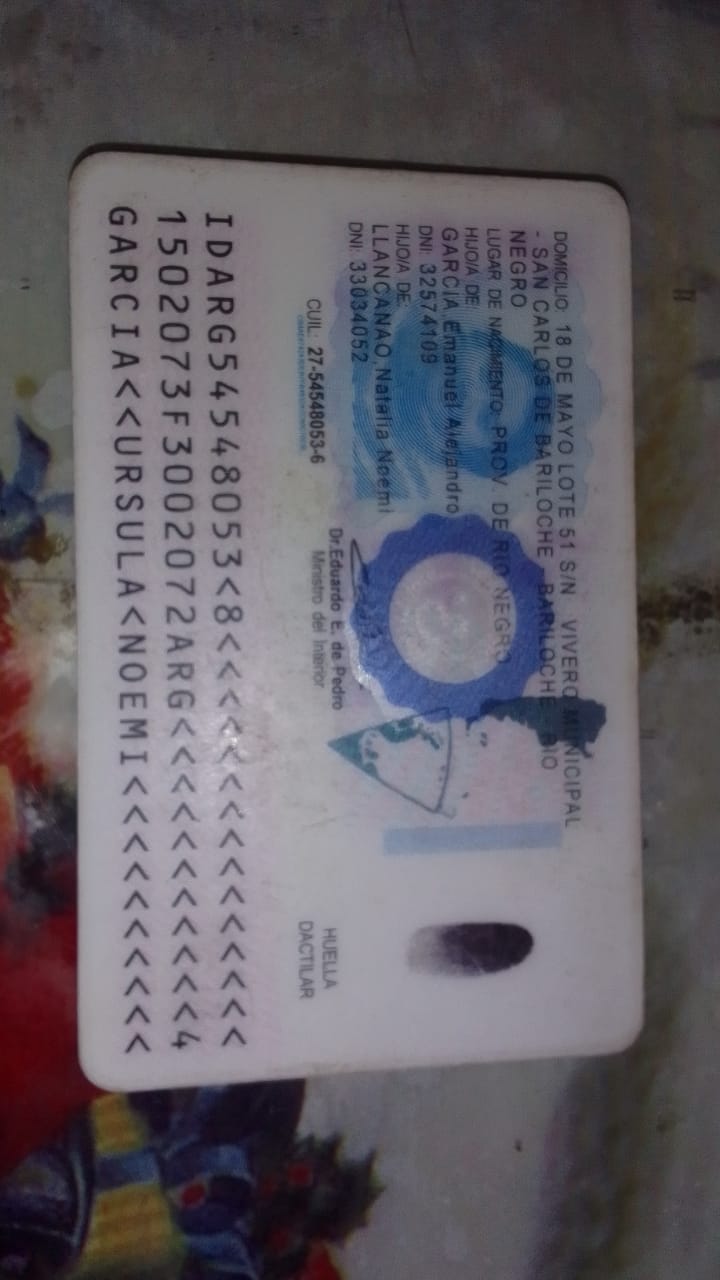 DOMICILIO: 18 DE MAYO LOTE 51 S/N VIVERO MUNICIPAL
- SAN CARLOS DE BARILOCHE - BARILOCHE - RIO
NEGRO
LUGAR DE NACIMIENTO: PROV. DE RIO NEGRO
HIJO/A DE:
GARCIA Emanuel Alejandro
DNI: 32574109
HIJO/A DE:
LLANCANAO, Natalia Noemi
DNI: 33034052
CUIL: 27-54548053-6
Dr. Eduardo E. de Pedro
Ministro del Interior
HUELLA
DACTILAR
IDARG54548053<8<<<<<<<<<<<<<<<
1502073F3002072ARG<<<<<<<<<<<4
GARCIA<<URSULA<NOEMI<<<<<<<<<<